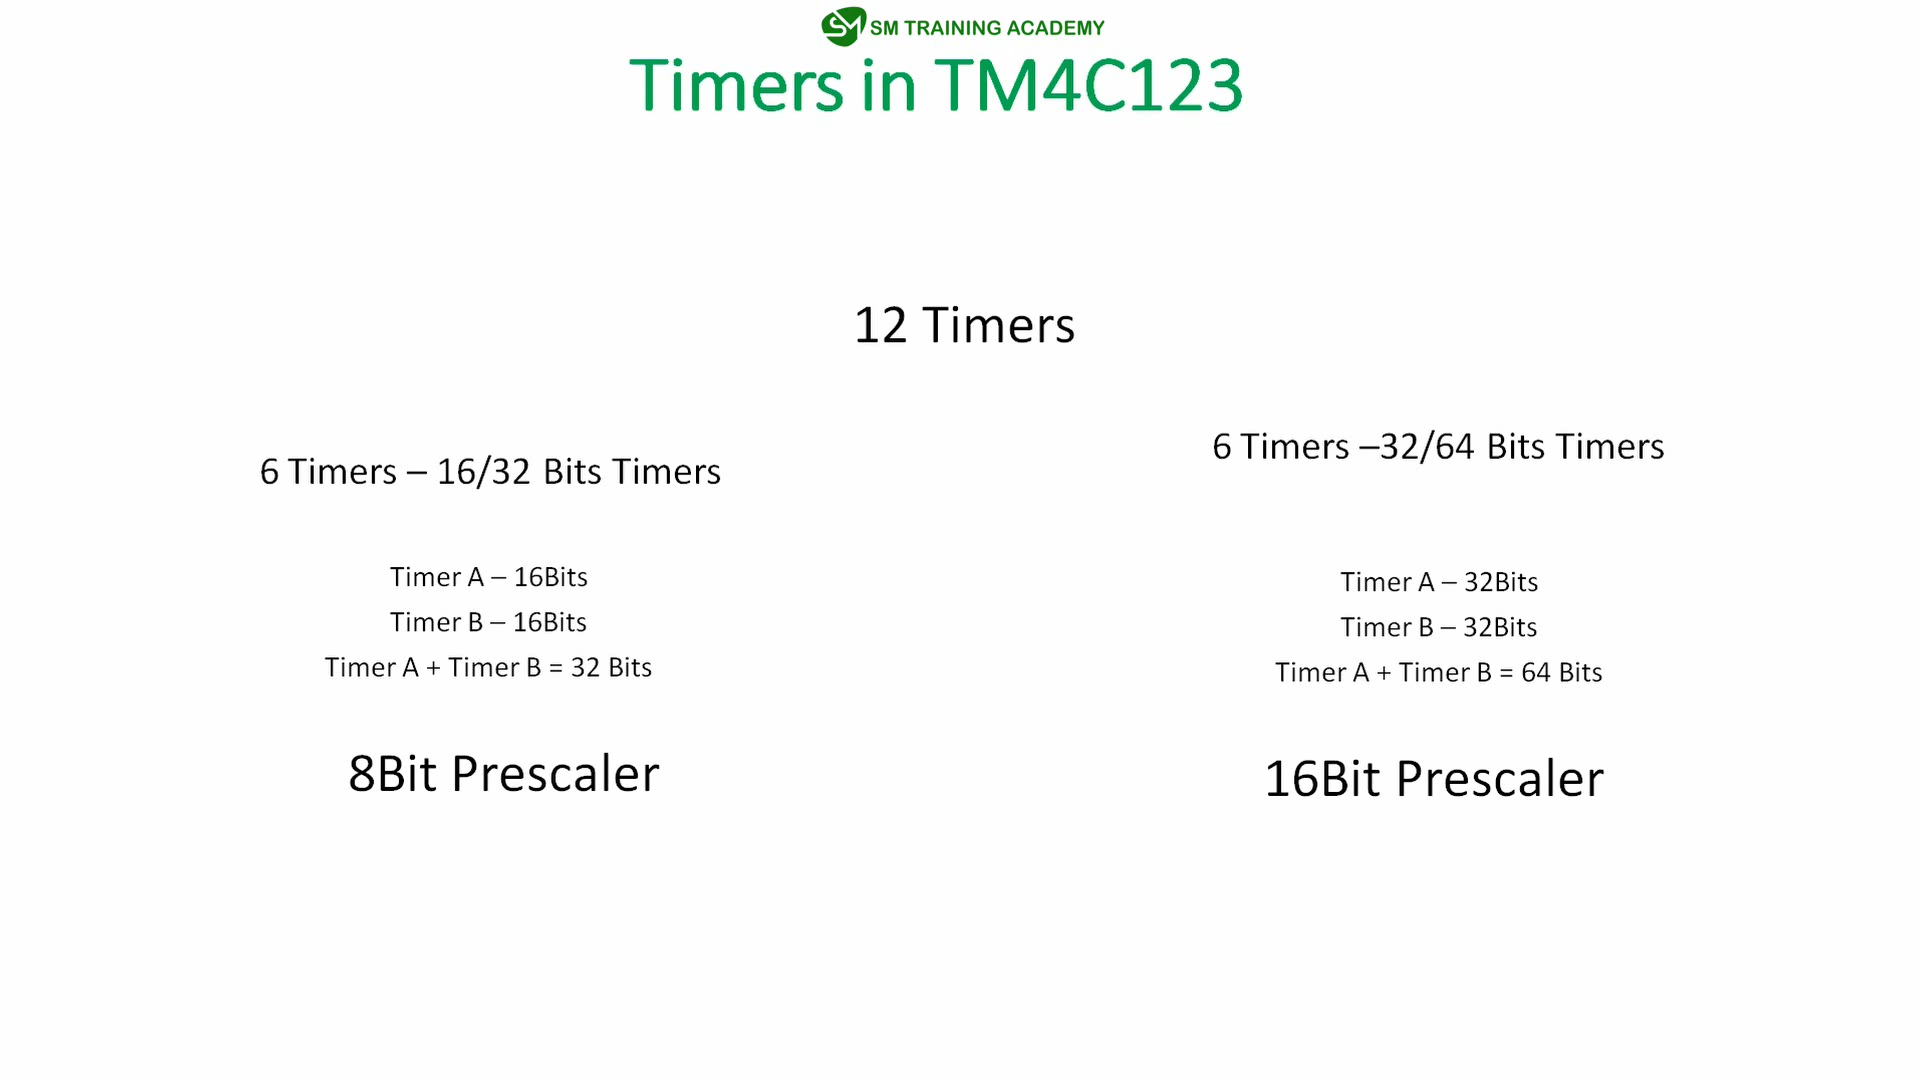 SM TRAINING ACADEMY
Timers in TM4C123
12 Timers
6 Timers – 16/32 Bits Timers
Timer A – 16Bits
Timer B – 16Bits
Timer A + Timer B = 32 Bits
8Bit Prescaler
6 Timers –32/64 Bits Timers
Timer A – 32Bits
Timer B – 32Bits
Timer A + Timer B = 64 Bits
16Bit Prescaler